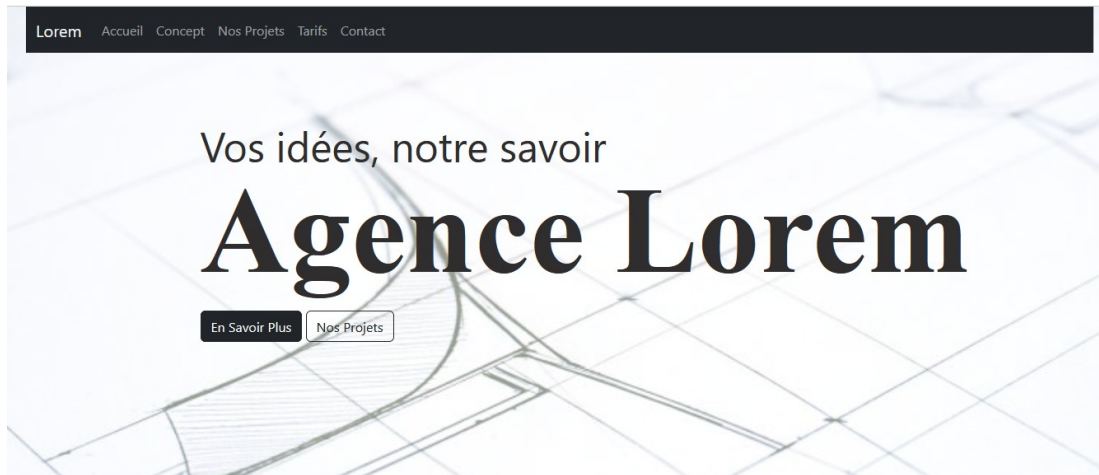 Lorem Accueil Concept Nos Projets Tarifs Contact
Vos idées, notre savoir
Agence Lorem
En Savoir Plus Nos Projets